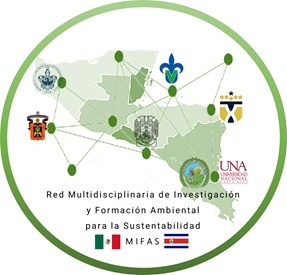 UNA
UNIVERSIDAD
NACIONAL
Red Multidisciplinaria de Investigación
y Formación Ambiental
para la Sustentabilidad
MIFAS